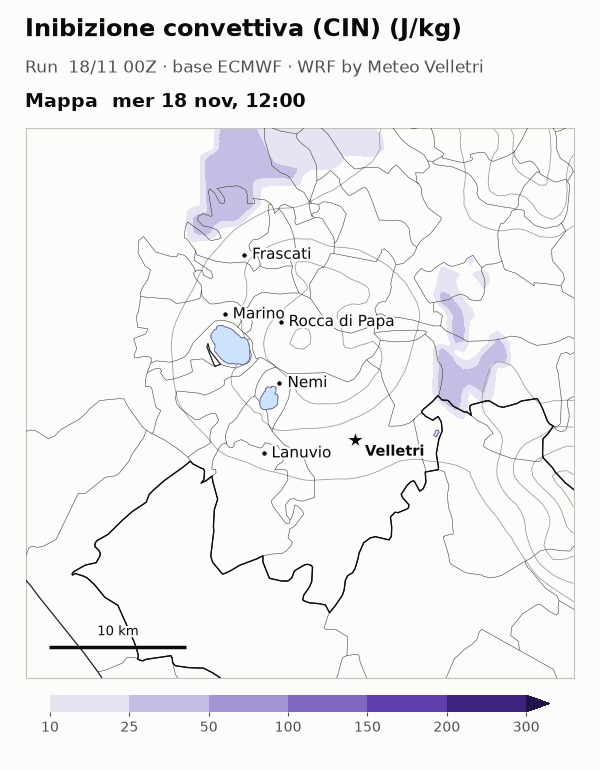 Inibizione convettiva (CIN) (J/kg)
Run 18/11 00Z · base ECMWF · WRF by Meteo Velletri
Mappa mer 18 nov, 12:00
Frascati
Marino
Rocca di Papa
Nemi
Velletri
Lanuvio
10 km
10 25 50 100 150 200 300